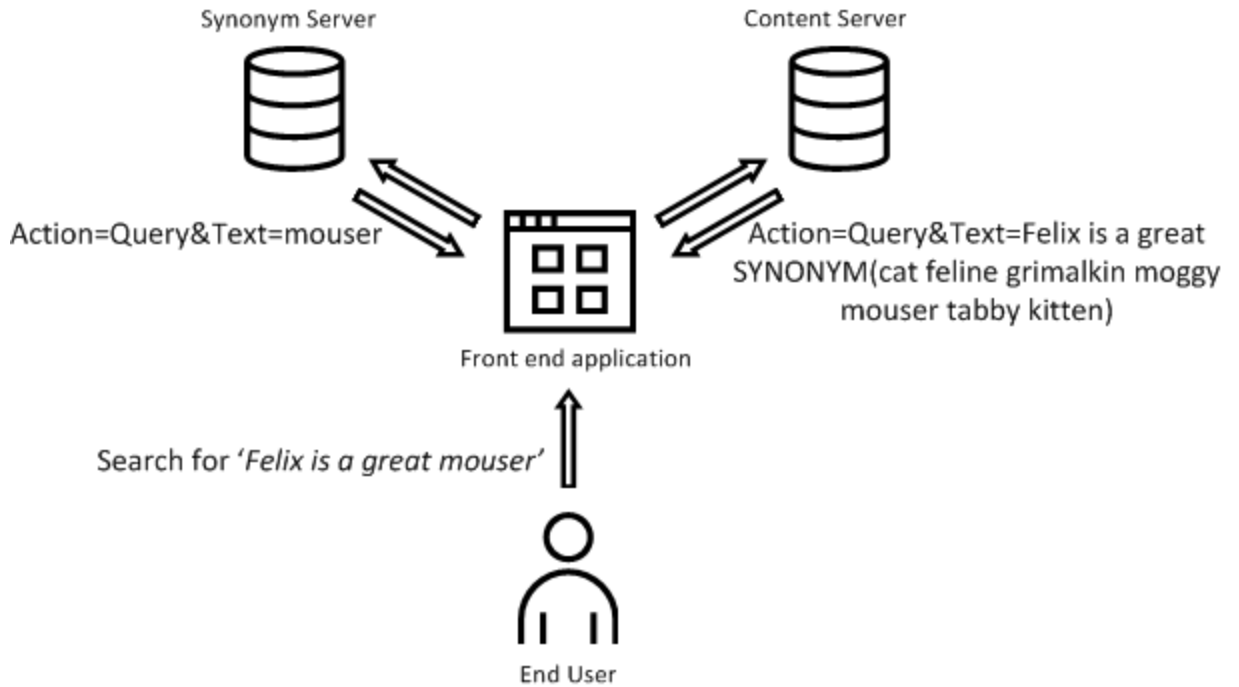 Synonym Server
Content Server
Action=Query&Text=mouser
Action=Query&Text=Felix is a great
SYNONYM(cat feline grimalkin moggy
mouser tabby kitten)
Front end application
Search for ‘Felix is a great mouser’
End User